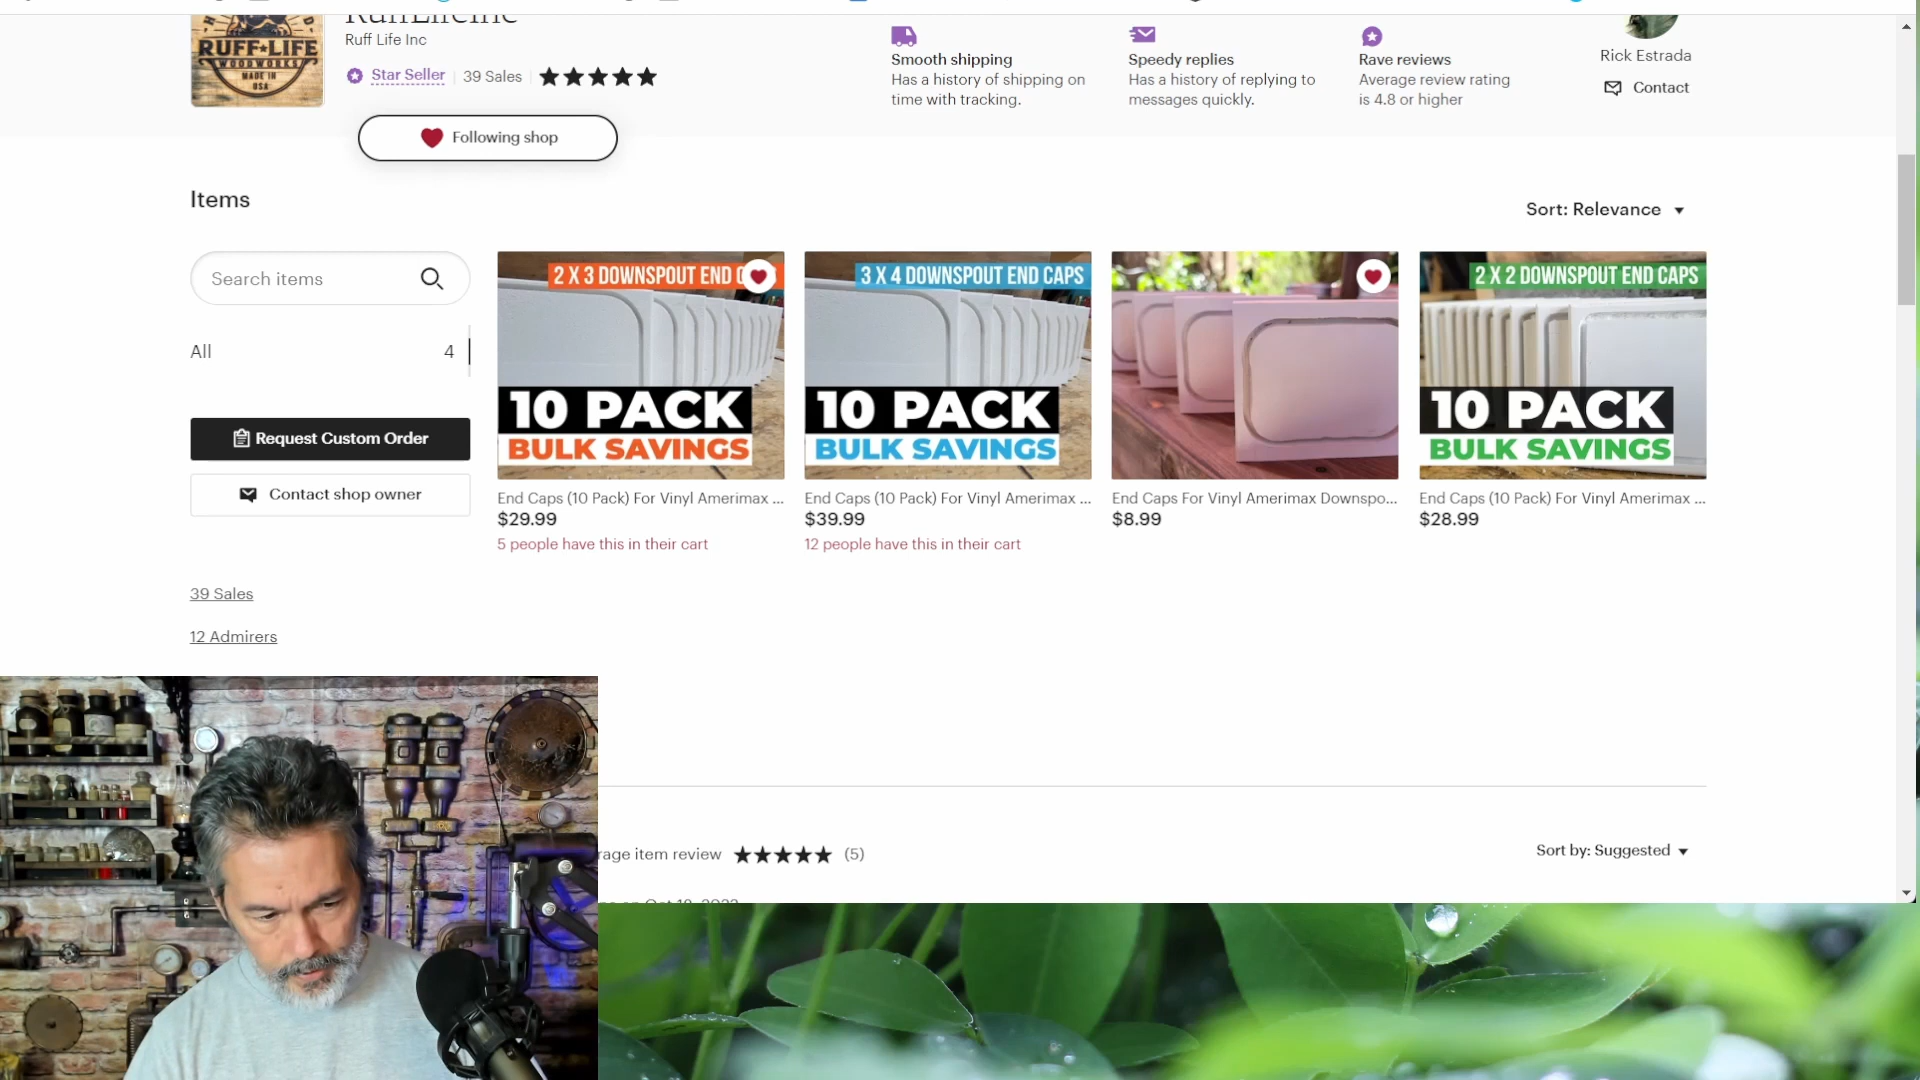 RuffLifeInc
Ruff Life Inc
Star Seller
39 Sales
RUFF★LIFE
WOODWORKS
MADE IN
USA
Following shop
Smooth shipping
Has a history of shipping on
time with tracking.
Speedy replies
Has a history of replying to
messages quickly.
Rave reviews
Average review rating
is 4.8 or higher
Rick Estrada
Contact
Items
Sort: Relevance
Search items
All
4
Request Custom Order
Contact shop owner
39 Sales
12 Admirers
2 X 3 DOWNSPOUT END
10 PACK
BULK SAVINGS
End Caps (10 Pack) For Vinyl Amerimax ...
$29.99
5 people have this in their cart
3 X 4 DOWNSPOUT END CAPS
10 PACK
BULK SAVINGS
End Caps (10 Pack) For Vinyl Amerimax ...
$39.99
12 people have this in their cart
End Caps For Vinyl Amerimax Downspo...
$8.99
2 X 2 DOWNSPOUT END CAPS
10 PACK
BULK SAVINGS
End Caps (10 Pack) For Vinyl Amerimax ...
$28.99
rage item review
(5)
Sort by: Suggested